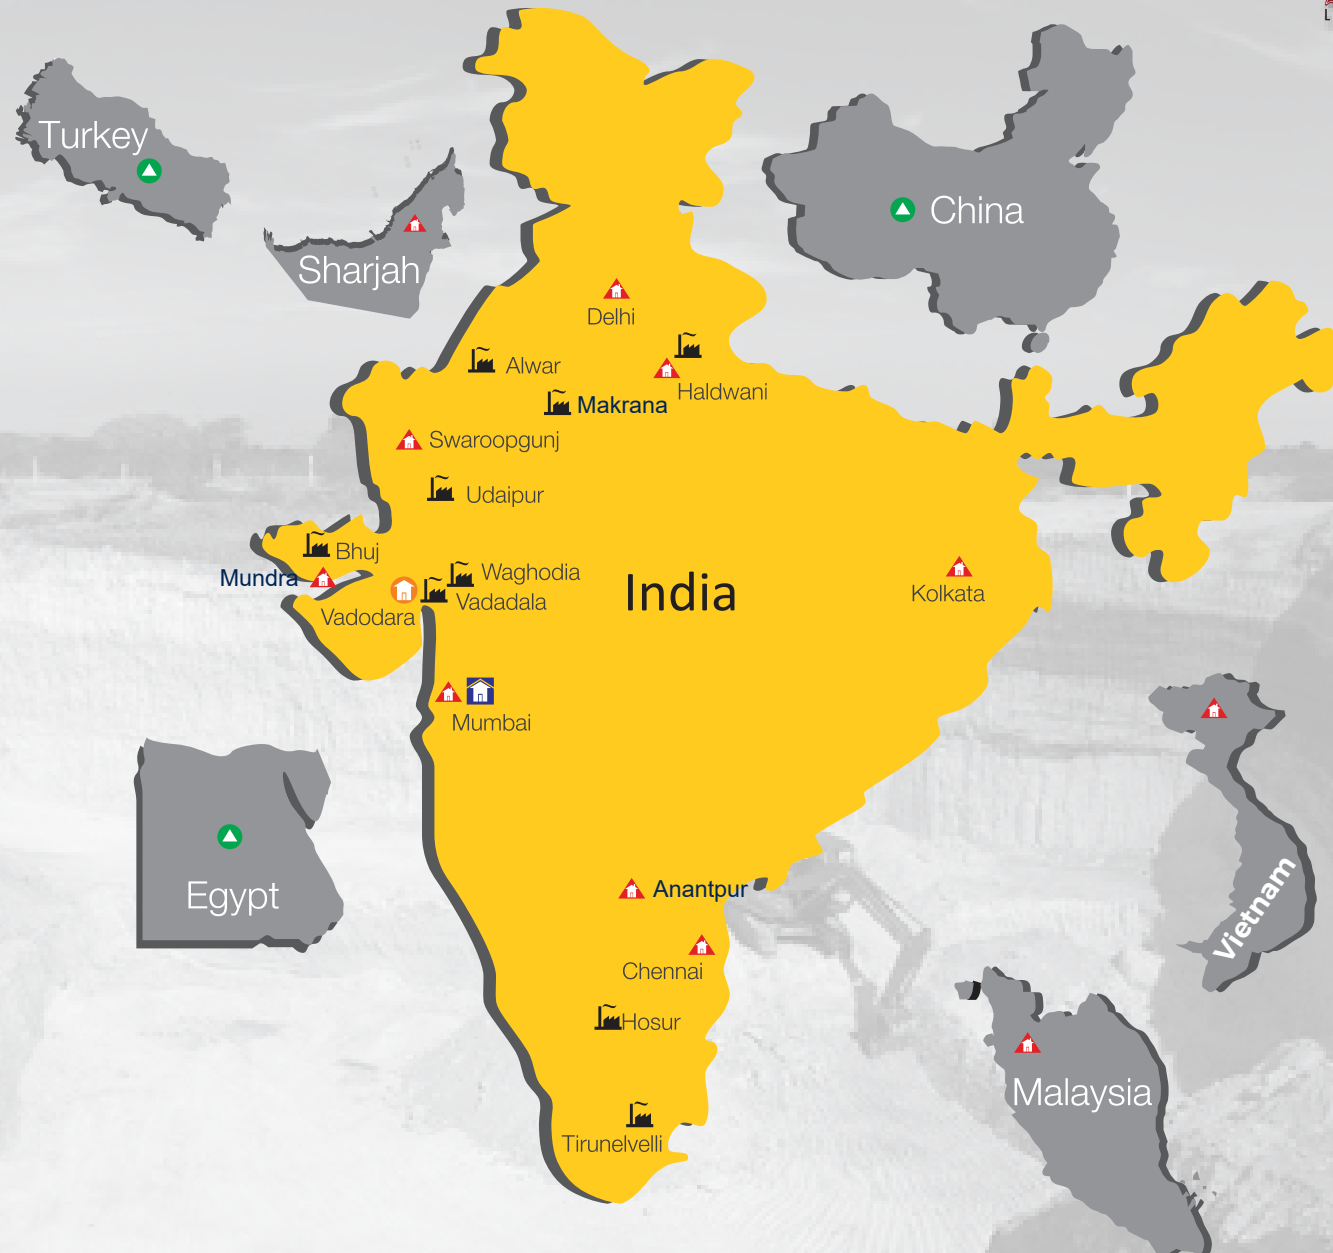 L
Turkey
China
Sharjah
Delhi
Alwar
Haldwani
Makrana
Swaroopgunj
Udaipur
Bhuj
Mundra
Waghodia
Vadadala
Vadodara
India
Kolkata
Mumbai
Egypt
Anantpur
Vietnam
Chennai
Hosur
Malaysia
Tirunelvelli